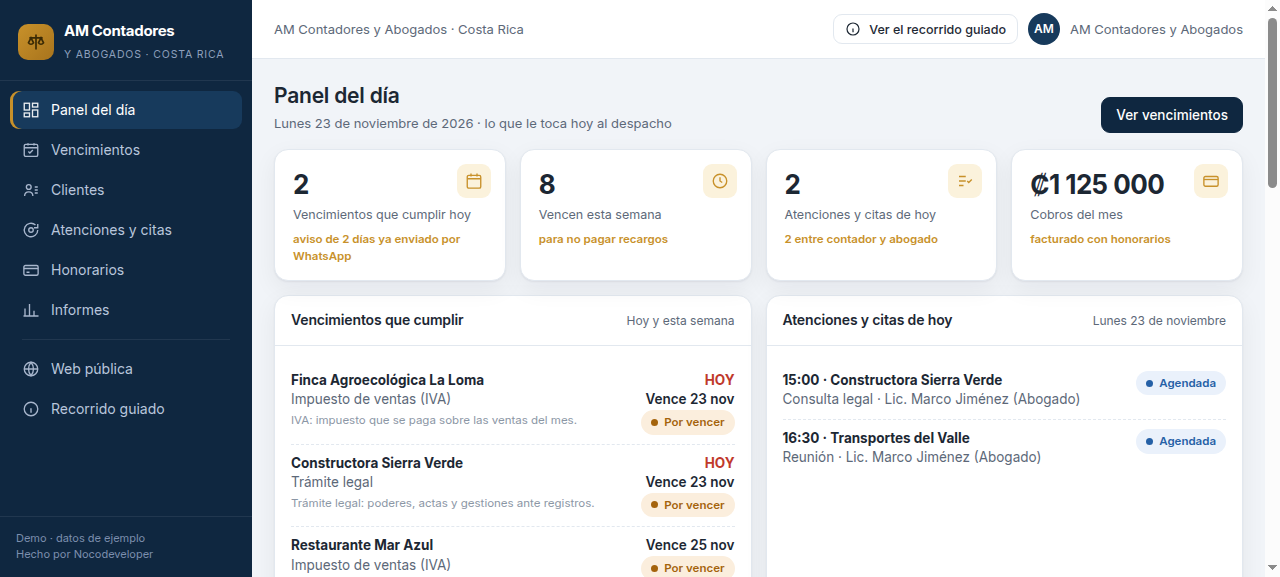 AM Contadores
Y ABOGADOS · COSTA RICA
Panel del día
Vencimientos
Clientes
Atenciones y citas
Honorarios
Informes
Web pública
Recorrido guiado
Demo · datos de ejemplo
Hecho por Nocodeveloper
AM Contadores y Abogados · Costa Rica
Ver el recorrido guiado
AM
AM Contadores y Abogados
Panel del día
Lunes 23 de noviembre de 2026 · lo que le toca hoy al despacho
Ver vencimientos
2
Vencimientos que cumplir hoy
aviso de 2 días ya enviado por
WhatsApp
8
Vencen esta semana
para no pagar recargos
2
Atenciones y citas de hoy
2 entre contador y abogado
₡1 125 000
Cobros del mes
facturado con honorarios
Vencimientos que cumplir
Hoy y esta semana
Finca Agroecológica La Loma
HOY
Impuesto de ventas (IVA)
Vence 23 nov
IVA: impuesto que se paga sobre las ventas del mes.
Por vencer
Constructora Sierra Verde
HOY
Trámite legal
Vence 23 nov
Trámite legal: poderes, actas y gestiones ante registros.
Por vencer
Restaurante Mar Azul
Vence 25 nov
Impuesto de ventas (IVA)
Por vencer
Atenciones y citas de hoy
Lunes 23 de noviembre
15:00 · Constructora Sierra Verde
Agendada
Consulta legal · Lic. Marco Jiménez (Abogado)
16:30 · Transportes del Valle
Agendada
Reunión · Lic. Marco Jiménez (Abogado)